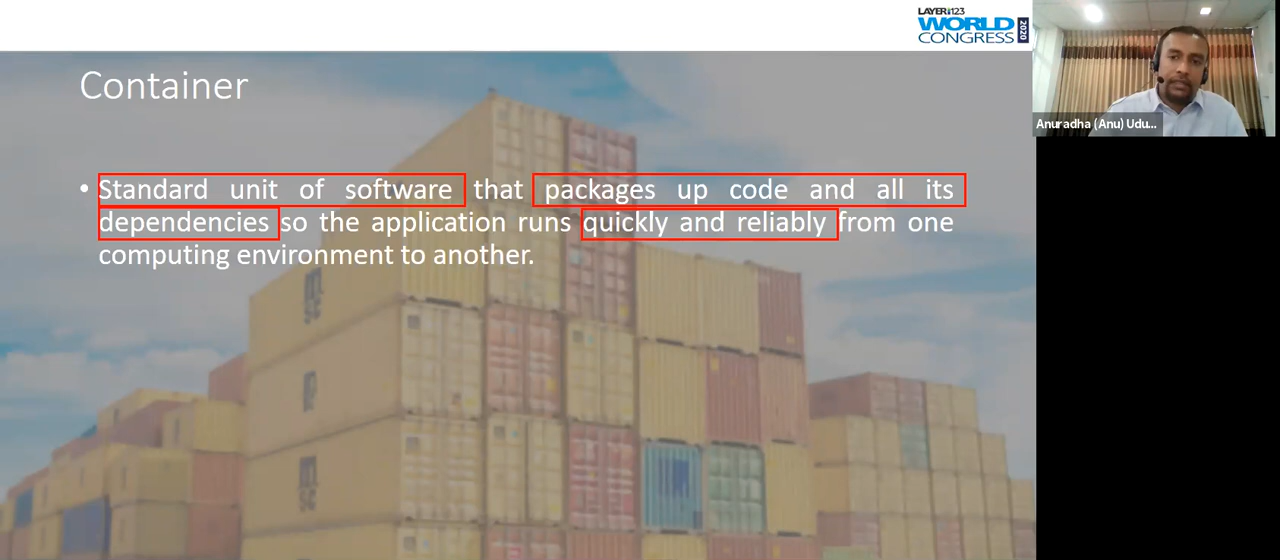 LAYER123
WORLD
CONGRESS
2020
Container
Anuradha (Anu) Udu...
• Standard unit of software that packages up code and all its
dependencies so the application runs quickly and reliably from one
computing environment to another.